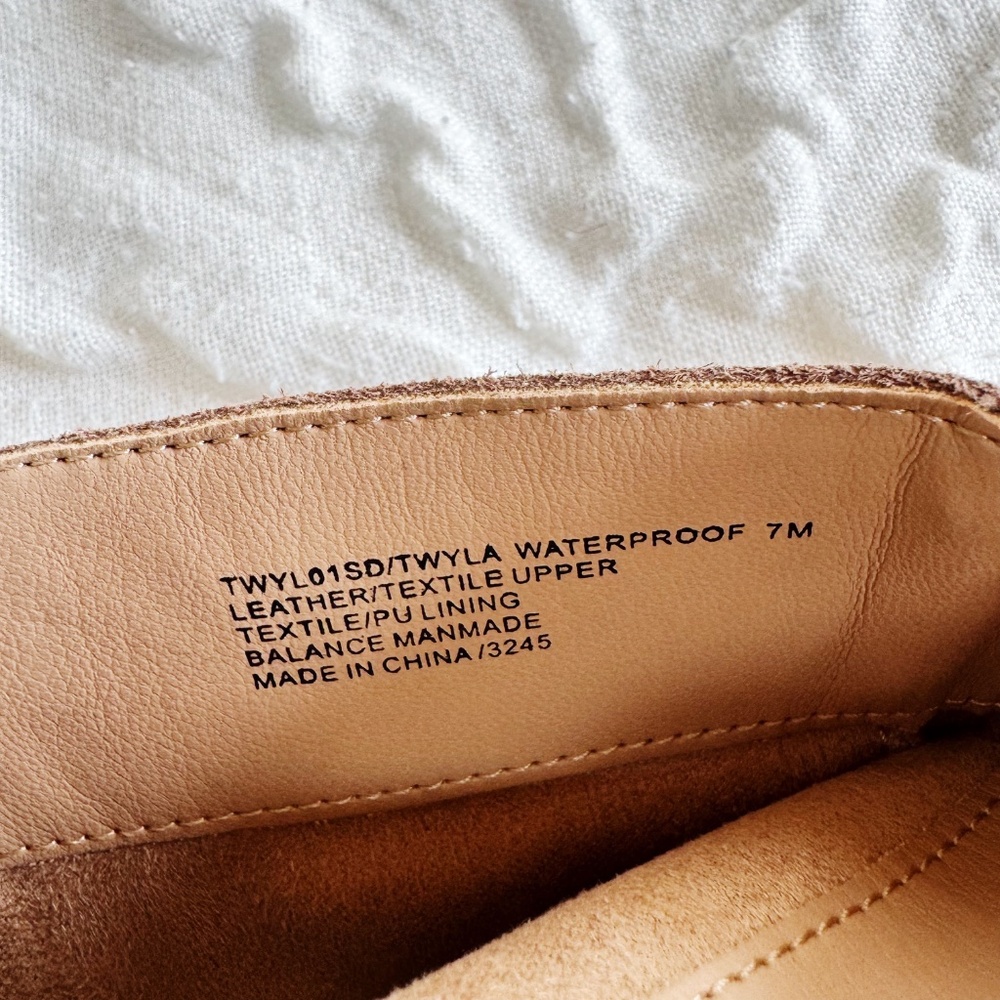 TWYL01SD/TWYLA WATERPROOF 7M
LEATHER/TEXTILE UPPER
TEXTILE/PU LINING
BALANCE MANMADE
MADE IN CHINA /3245